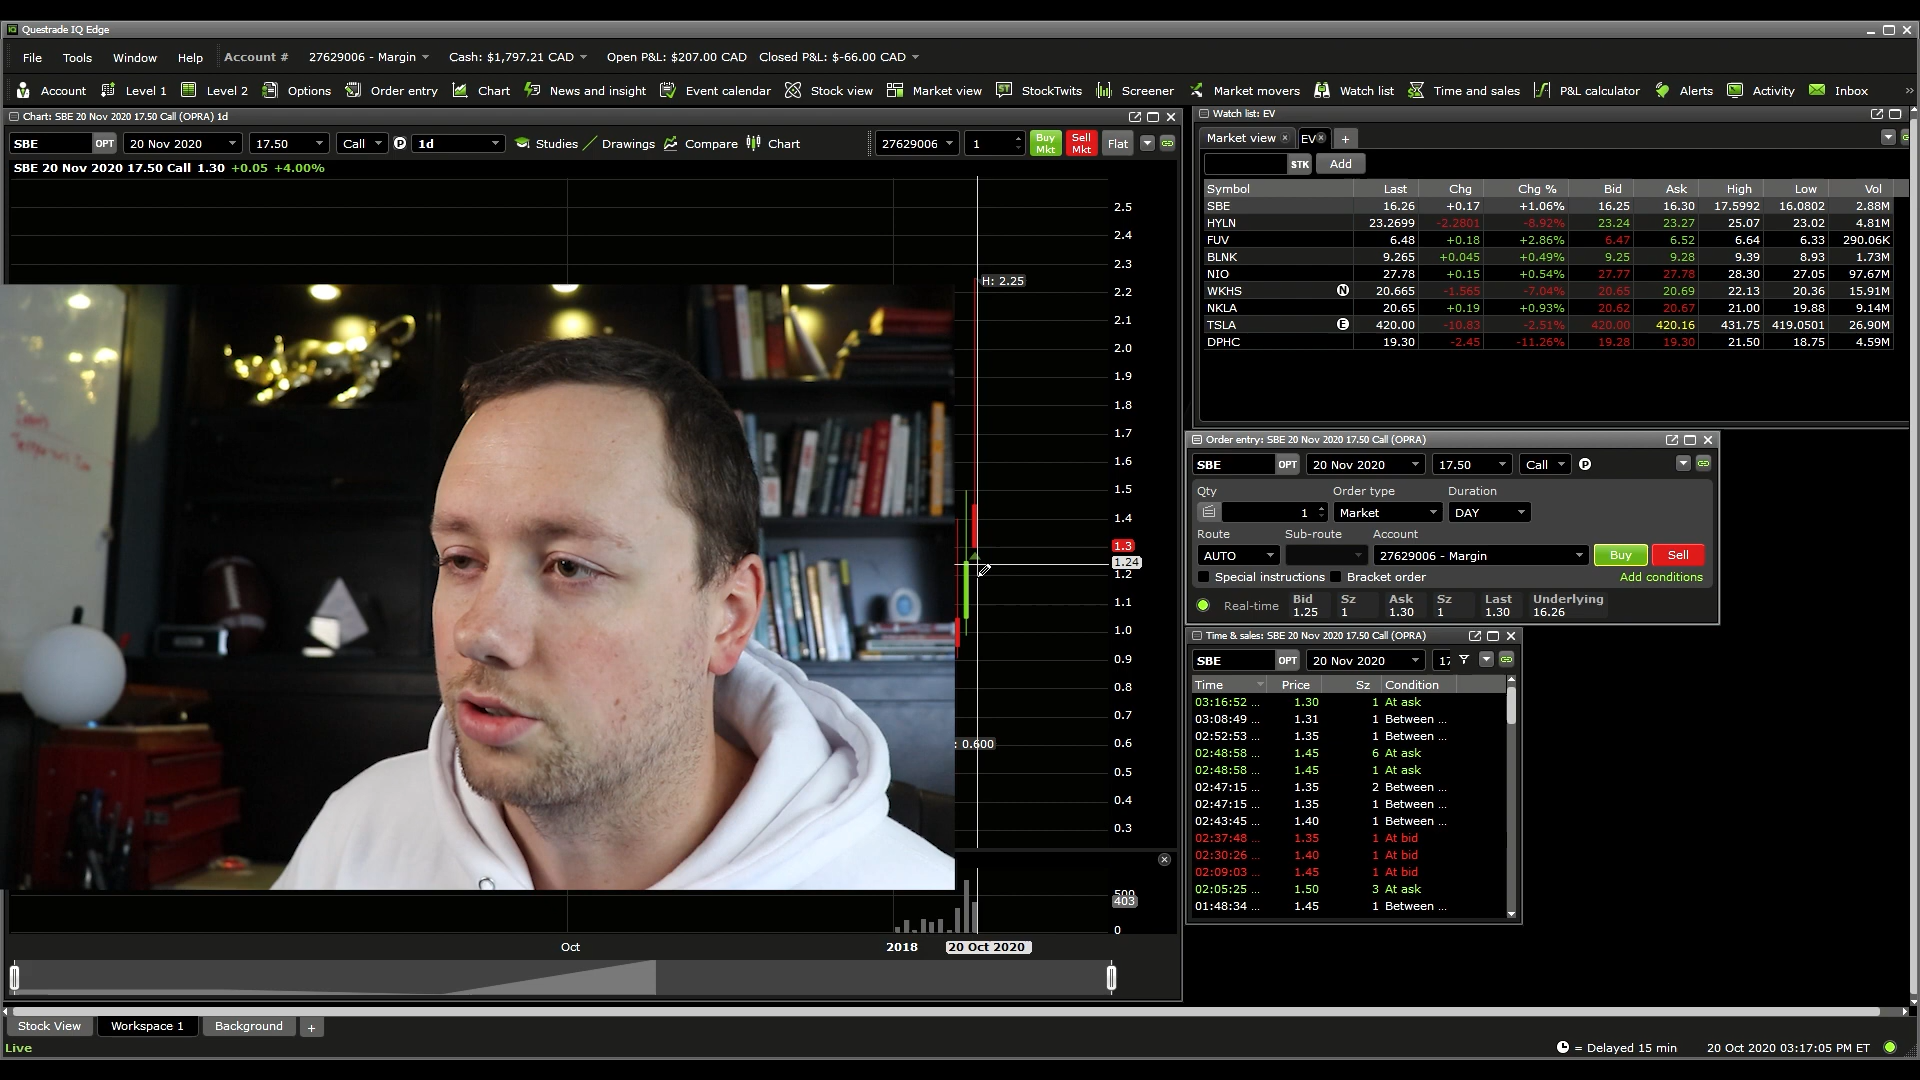 Questrade IQ Edge
File Tools Window Help Account # 27629006 - Margin Cash: $1,797.21 CAD Open P&L: $207.00 CAD Closed P&L: $-66.00 CAD
Account Level 1 Level 2 Options Order entry Chart News and insight Event calendar Stock view Market view ST StockTwits Screener Market movers Watch list Time and sales P&L calculator Alerts Activity Inbox
Chart: SBE 20 Nov 2020 17.50 Call (OPRA) 1d
SBE OPT 20 Nov 2020 17.50 Call P 1d Studies Drawings Compare Chart 27629006 1 Buy Mkt Sell Mkt Flat
SBE 20 Nov 2020 17.50 Call 1.30 +0.05 +4.00%
2.5
2.4
2.3
H: 2.25
2.2
2.1
2.0
1.9
1.8
1.7
1.6
1.5
1.4
1.3
1.24
1.2
1.1
1.0
0.9
0.8
0.7
: 0.600
0.6
0.5
0.4
0.3
500
403
0
Oct 2018 20 Oct 2020
Watch list: EV
Market view EV +
STK Add
Symbol Last Chg Chg % Bid Ask High Low Vol
SBE 16.26 +0.17 +1.06% 16.25 16.30 17.5992 16.0802 2.88M
HYLN 23.2699 -2.2801 -8.92% 23.24 23.27 25.07 23.02 4.81M
FUV 6.48 +0.18 +2.86% 6.47 6.52 6.64 6.33 290.06K
BLNK 9.265 +0.045 +0.49% 9.25 9.28 9.39 8.93 1.73M
NIO 27.78 +0.15 +0.54% 27.77 27.78 28.30 27.05 97.67M
WKHS N 20.665 -1.565 -7.04% 20.65 20.69 22.13 20.36 15.91M
NKLA 20.65 +0.19 +0.93% 20.62 20.67 21.00 19.88 9.14M
TSLA E 420.00 -10.83 -2.51% 420.00 420.16 431.75 419.0501 26.90M
DPHC 19.30 -2.45 -11.26% 19.28 19.30 21.50 18.75 4.59M
Order entry: SBE 20 Nov 2020 17.50 Call (OPRA)
SBE OPT 20 Nov 2020 17.50 Call P
Qty Order type Duration
1 Market DAY
Route Sub-route Account
AUTO 27629006 - Margin Buy Sell
Special instructions Bracket order Add conditions
Real-time Bid Sz Ask Sz Last Underlying
1.25 1 1.30 1 1.30 16.26
Time & sales: SBE 20 Nov 2020 17.50 Call (OPRA)
SBE OPT 20 Nov 2020 17
Time Price Sz Condition
03:16:52 ... 1.30 1 At ask
03:08:49 ... 1.31 1 Between ...
02:52:53 ... 1.35 1 Between ...
02:48:58 ... 1.45 6 At ask
02:48:58 ... 1.45 1 At ask
02:47:15 ... 1.35 2 Between ...
02:47:15 ... 1.35 1 Between ...
02:43:45 ... 1.40 1 Between ...
02:37:48 ... 1.35 1 At bid
02:30:26 ... 1.40 1 At bid
02:09:03 ... 1.45 1 At bid
02:05:25 ... 1.50 3 At ask
01:48:34 ... 1.45 1 Between ...
Stock View Workspace 1 Background +
Live = Delayed 15 min 20 Oct 2020 03:17:05 PM ET